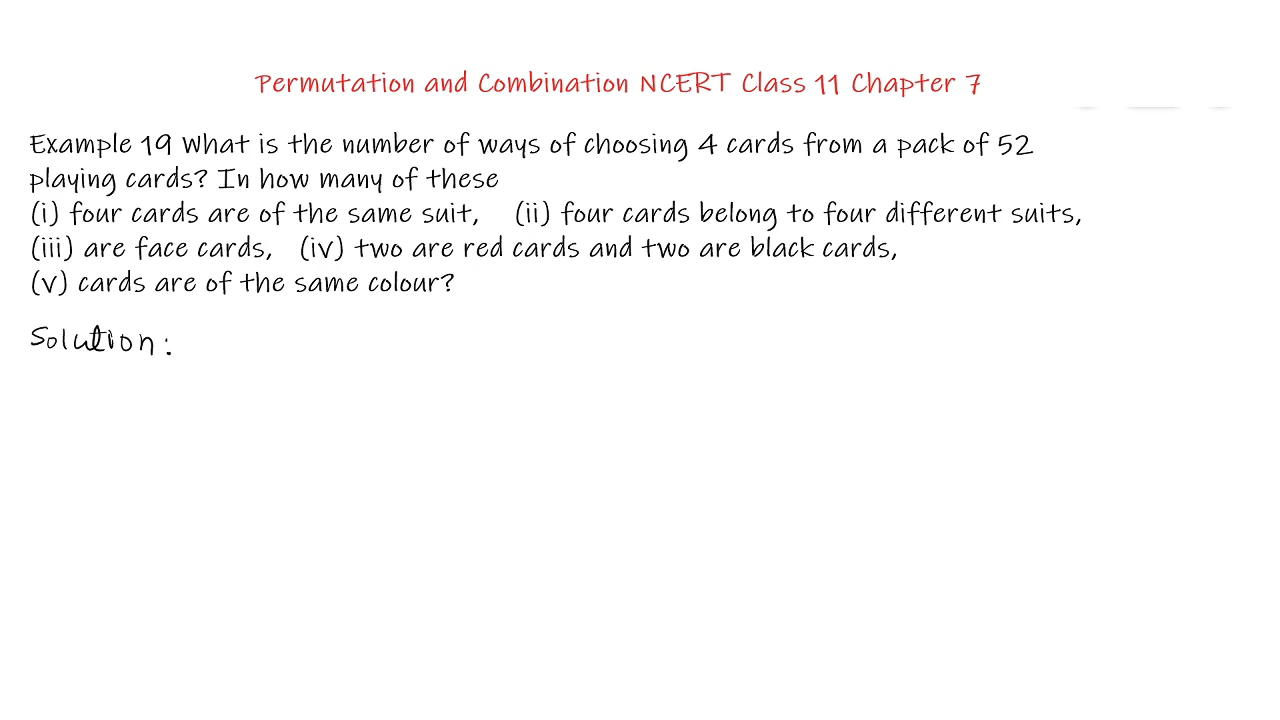 Permutation and Combination NCERT Class 11 Chapter 7
Example 19 What is the number of ways of choosing 4 cards from a pack of 52
playing cards? In how many of these
(i) four cards are of the same suit, (ii) four cards belong to four different suits,
(iii) are face cards, (iv) two are red cards and two are black cards,
(v) cards are of the same colour?
Solution: